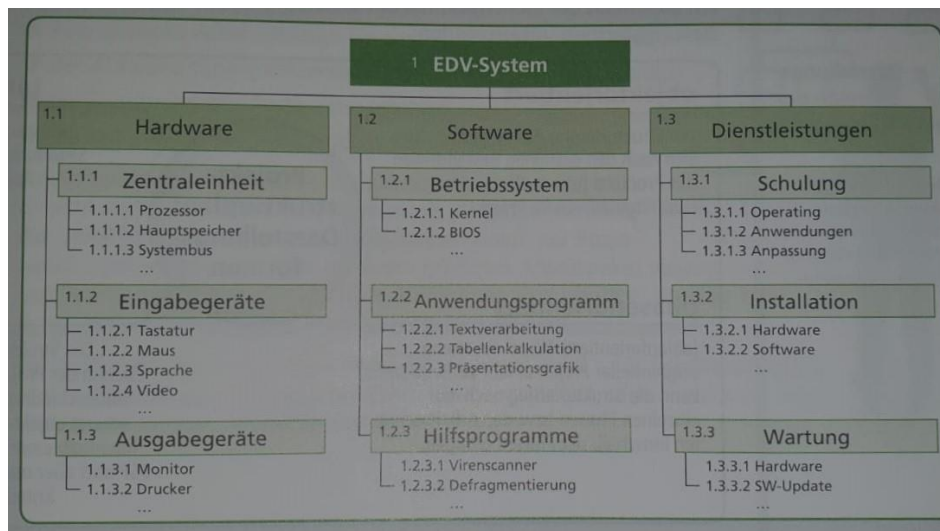 1 EDV-System
1.1 Hardware
1.1.1 Zentraleinheit
1.1.1.1 Prozessor
1.1.1.2 Hauptspeicher
1.1.1.3 Systembus
...
1.1.2 Eingabegeräte
1.1.2.1 Tastatur
1.1.2.2 Maus
1.1.2.3 Sprache
1.1.2.4 Video
...
1.1.3 Ausgabegeräte
1.1.3.1 Monitor
1.1.3.2 Drucker
...
1.2 Software
1.2.1 Betriebssystem
1.2.1.1 Kernel
1.2.1.2 BIOS
...
1.2.2 Anwendungsprogramm
1.2.2.1 Textverarbeitung
1.2.2.2 Tabellenkalkulation
1.2.2.3 Präsentationsgrafik
...
1.2.3 Hilfsprogramme
1.2.3.1 Virenscanner
1.2.3.2 Defragmentierung
...
1.3 Dienstleistungen
1.3.1 Schulung
1.3.1.1 Operating
1.3.1.2 Anwendungen
1.3.1.3 Anpassung
...
1.3.2 Installation
1.3.2.1 Hardware
1.3.2.2 Software
...
1.3.3 Wartung
1.3.3.1 Hardware
1.3.3.2 SW-Update
...